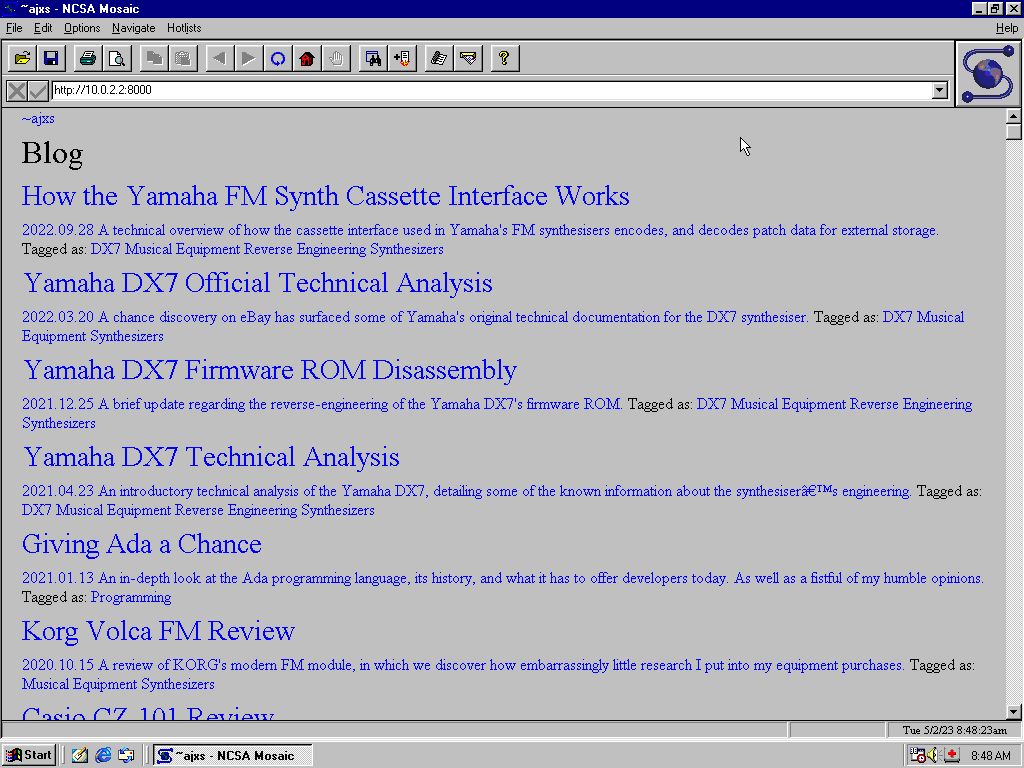 ~ajxs - NCSA Mosaic
File Edit Options Navigate Hotlists Help
http://10.0.2.2:8000
~ajxs
Blog
How the Yamaha FM Synth Cassette Interface Works
2022.09.28 A technical overview of how the cassette interface used in Yamaha's FM synthesisers encodes, and decodes patch data for external storage.
Tagged as: DX7 Musical Equipment Reverse Engineering Synthesizers
Yamaha DX7 Official Technical Analysis
2022.03.20 A chance discovery on eBay has surfaced some of Yamaha's original technical documentation for the DX7 synthesiser. Tagged as: DX7 Musical
Equipment Synthesizers
Yamaha DX7 Firmware ROM Disassembly
2021.12.25 A brief update regarding the reverse-engineering of the Yamaha DX7's firmware ROM. Tagged as: DX7 Musical Equipment Reverse Engineering
Synthesizers
Yamaha DX7 Technical Analysis
2021.04.23 An introductory technical analysis of the Yamaha DX7, detailing some of the known information about the synthesiserâ€™s engineering. Tagged as:
DX7 Musical Equipment Reverse Engineering Synthesizers
Giving Ada a Chance
2021.01.13 An in-depth look at the Ada programming language, its history, and what it has to offer developers today. As well as a fistful of my humble opinions.
Tagged as: Programming
Korg Volca FM Review
2020.10.15 A review of KORG's modern FM module, in which we discover how embarrassingly little research I put into my equipment purchases. Tagged as:
Musical Equipment Synthesizers
Casio CZ-101 Review
Tue 5/2/23 8:48:23am
Start ~ajxs - NCSA Mosaic 8:48 AM